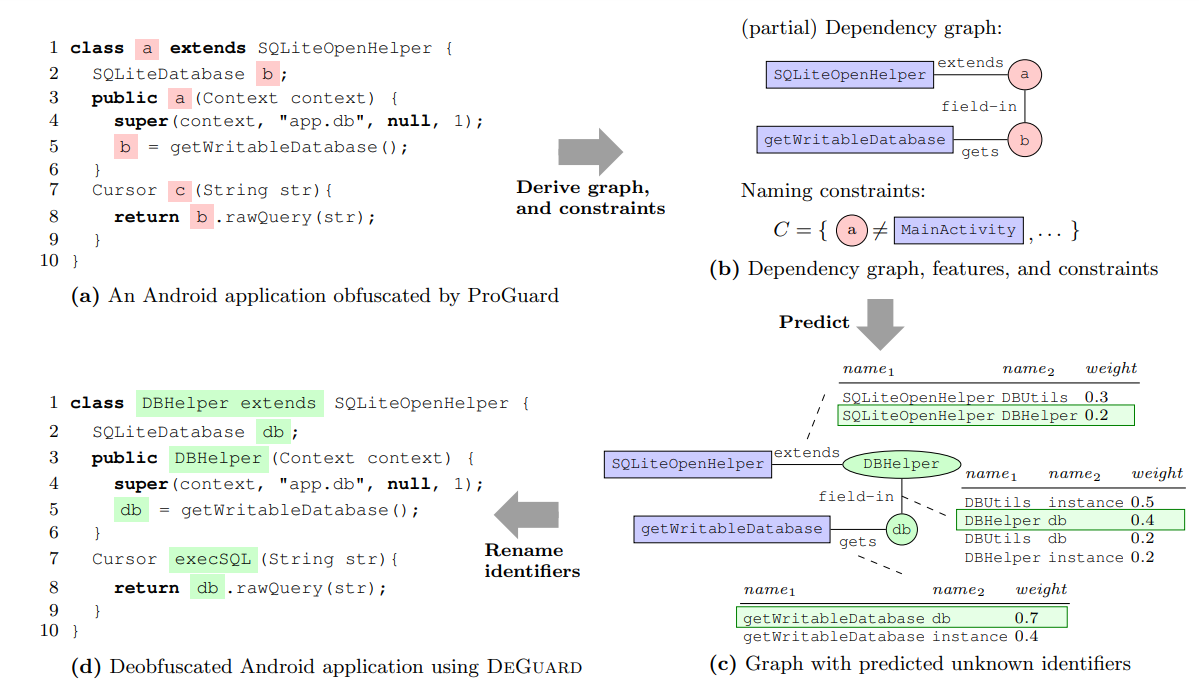 1 class a extends SQLiteOpenHelper {
2 SQLiteDatabase b;
3 public a(Context context) {
4 super(context, "app.db", null, 1);
5 b = getWritableDatabase();
6 }
7 Cursor c(String str){
8 return b.rawQuery(str);
9 }
10 }
(a) An Android application obfuscated by ProGuard
Derive graph,
and constraints
(partial) Dependency graph:
SQLiteOpenHelper extends a
field-in
getWritableDatabase gets b
Naming constraints:
C = { a ≠ MainActivity , ... }
(b) Dependency graph, features, and constraints
Predict
name1 name2 weight
SQLiteOpenHelper DBUtils 0.3
SQLiteOpenHelper DBHelper 0.2
SQLiteOpenHelper extends DBHelper
field-in
getWritableDatabase gets db
name1 name2 weight
DBUtils instance 0.5
DBHelper db 0.4
DBUtils db 0.2
DBHelper instance 0.2
name1 name2 weight
getWritableDatabase db 0.7
getWritableDatabase instance 0.4
(c) Graph with predicted unknown identifiers
Rename
identifiers
1 class DBHelper extends SQLiteOpenHelper {
2 SQLiteDatabase db;
3 public DBHelper(Context context) {
4 super(context, "app.db", null, 1);
5 db = getWritableDatabase();
6 }
7 Cursor execSQL(String str){
8 return db.rawQuery(str);
9 }
10 }
(d) Deobfuscated Android application using DEGUARD